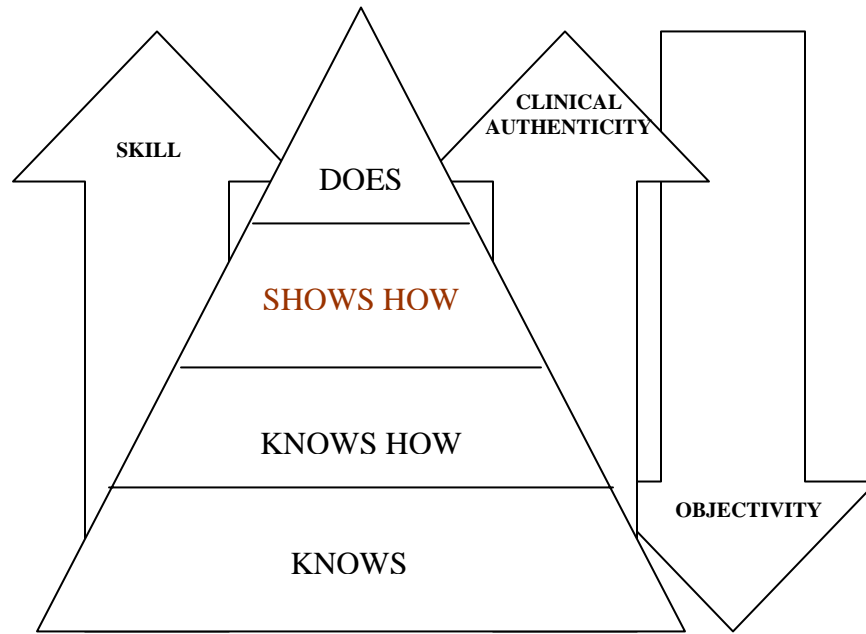 SKILL
CLINICAL
AUTHENTICITY
DOES
SHOWS HOW
KNOWS HOW
OBJECTIVITY
KNOWS